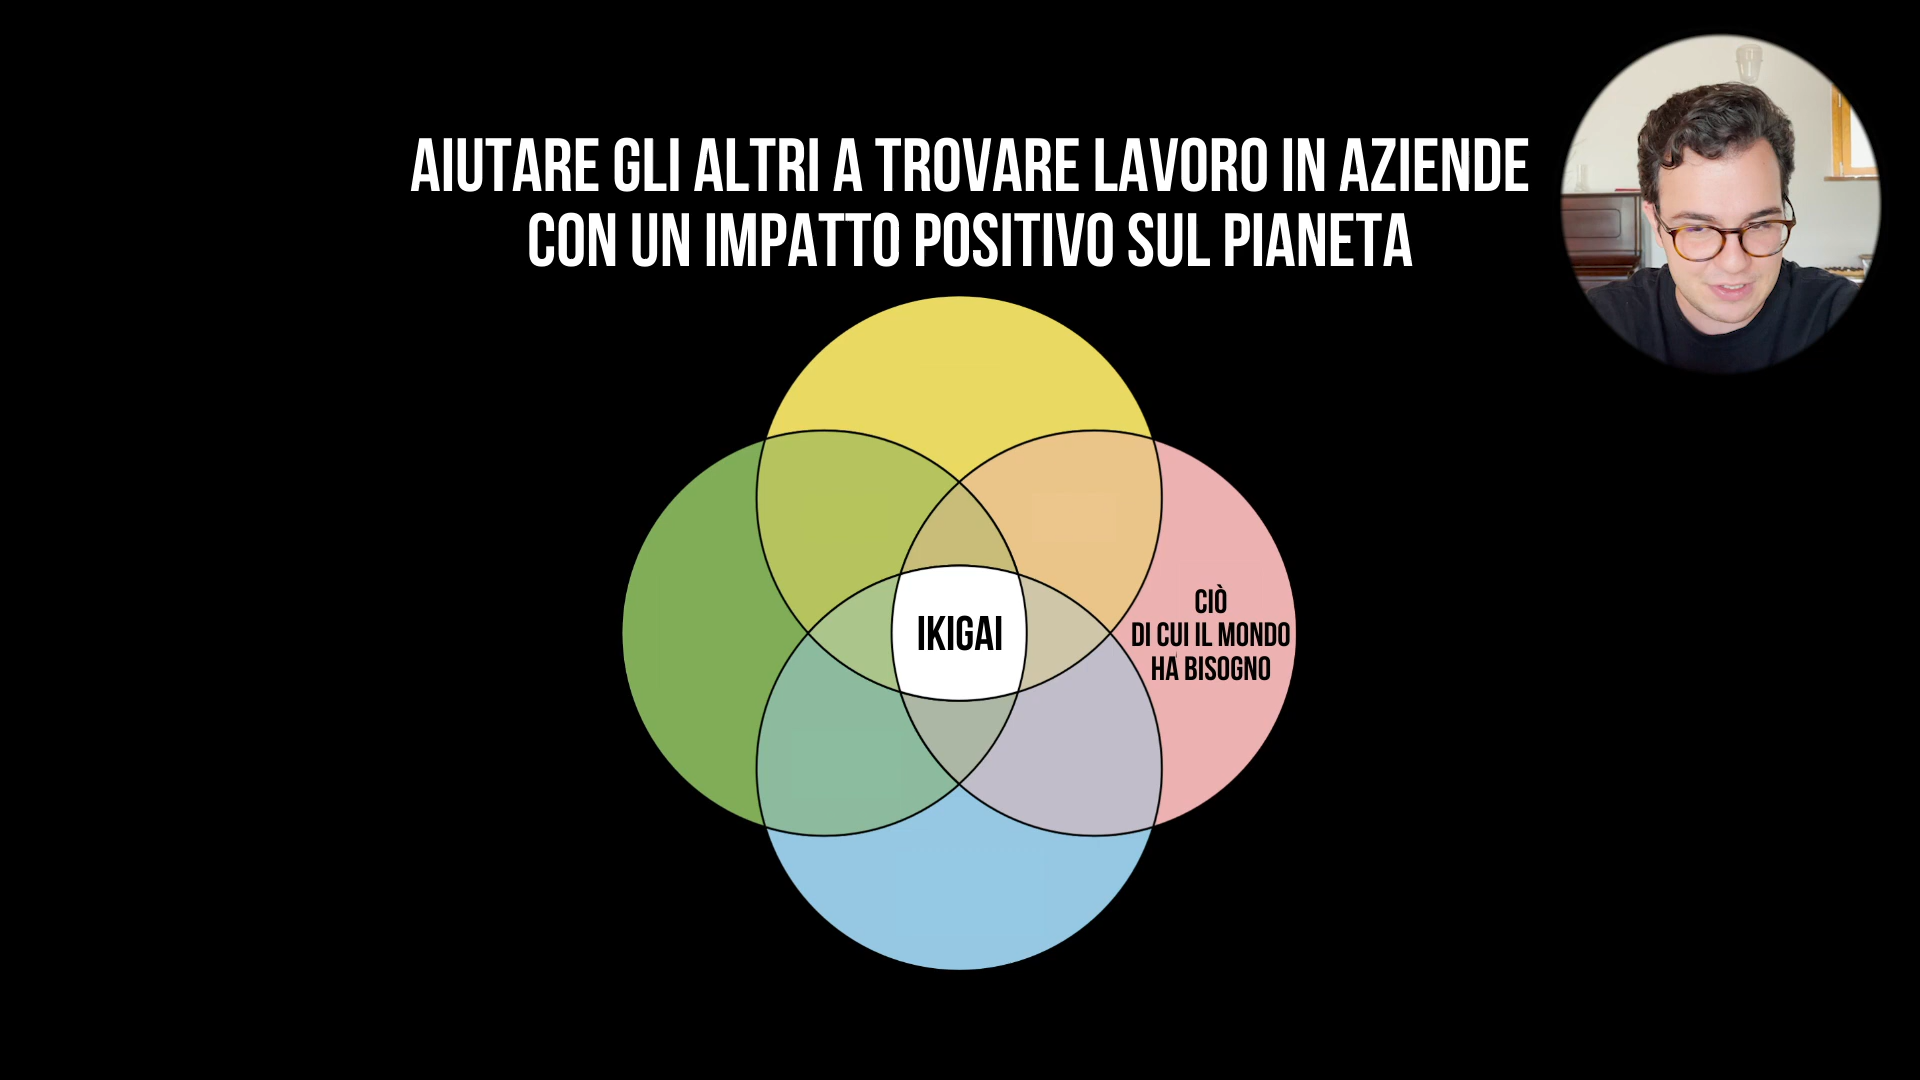 AIUTARE GLI ALTRI A TROVARE LAVORO IN AZIENDE
CON UN IMPATTO POSITIVO SUL PIANETA
IKIGAI
CIÒ
DI CUI IL MONDO
HA BISOGNO